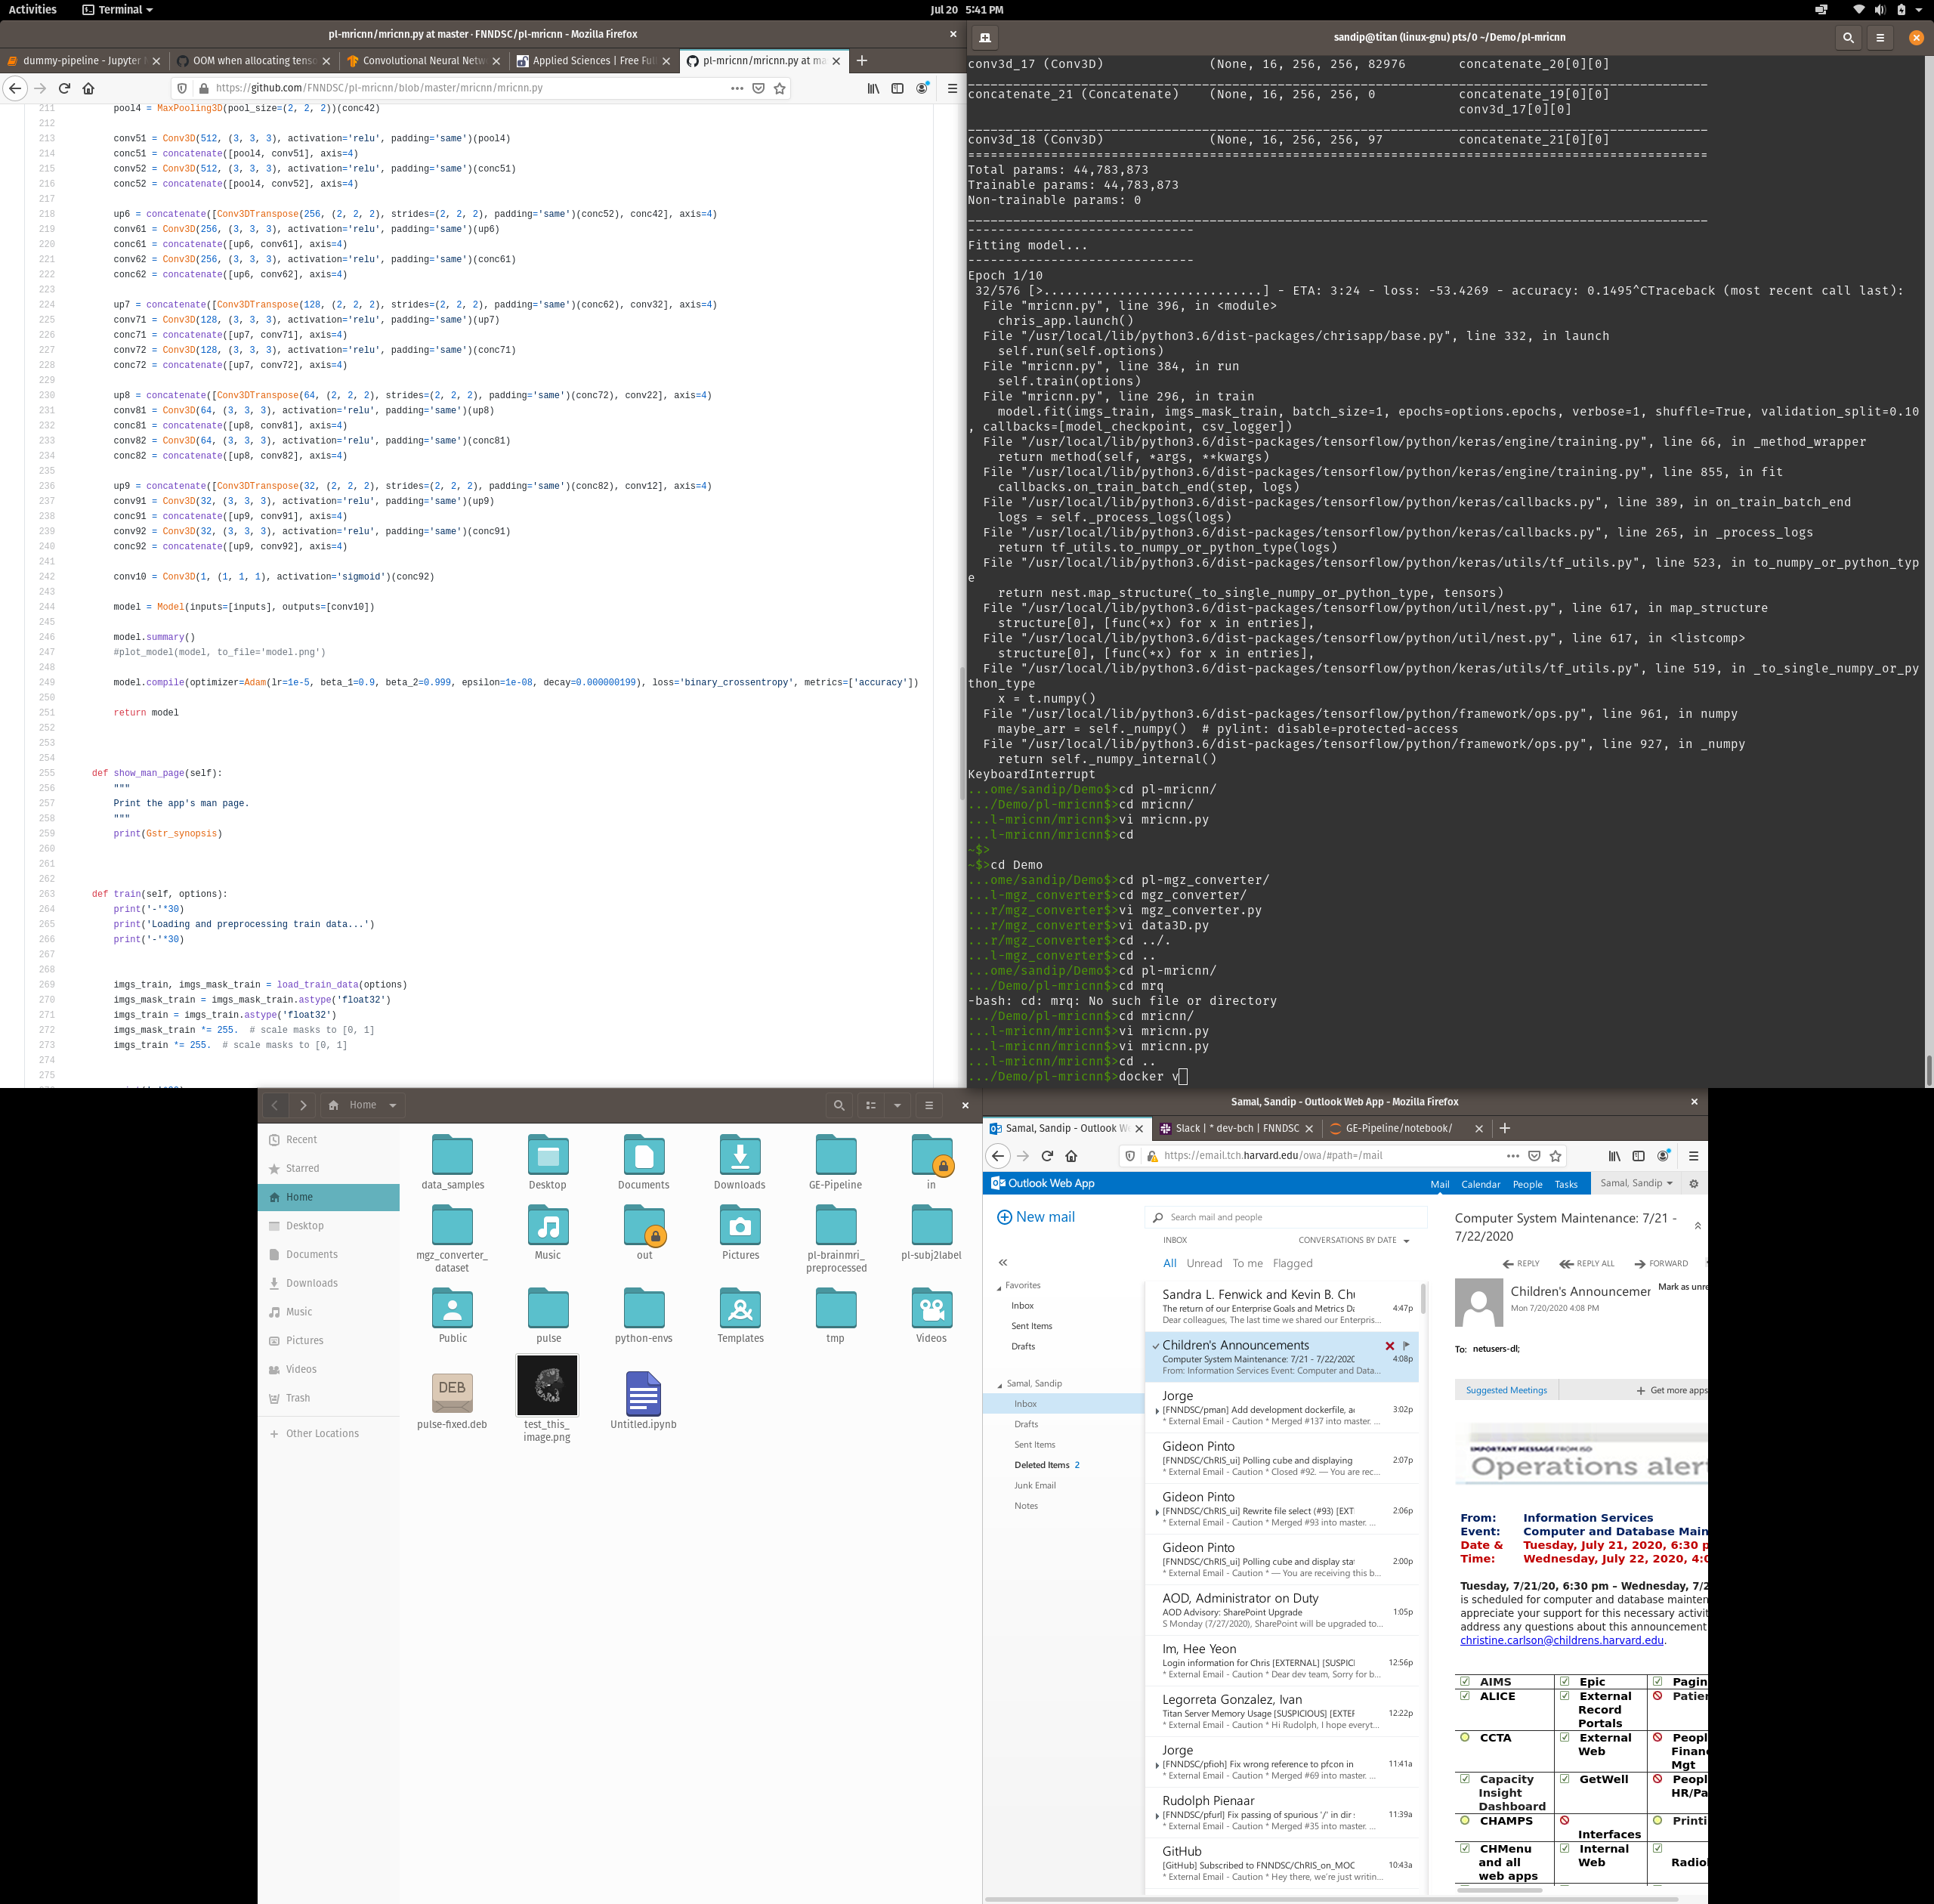 Activities
Terminal
Jul 20 5:41 PM
pl-mricnn/mricnn.py at master · FNNDSC/pl-mricnn - Mozilla Firefox
dummy-pipeline - Jupyter
OOM when allocating tens
Convolutional Neural Netw
Applied Sciences | Free Ful
pl-mricnn/mricnn.py at ma
https://github.com/FNNDSC/pl-mricnn/blob/master/mricnn/mricnn.py
211 pool4 = MaxPooling3D(pool_size=(2, 2, 2))(conc42)
212
213 conv51 = Conv3D(512, (3, 3, 3), activation='relu', padding='same')(pool4)
214 conc51 = concatenate([pool4, conv51], axis=4)
215 conv52 = Conv3D(512, (3, 3, 3), activation='relu', padding='same')(conc51)
216 conc52 = concatenate([pool4, conv52], axis=4)
217
218 up6 = concatenate([Conv3DTranspose(256, (2, 2, 2), strides=(2, 2, 2), padding='same')(conc52), conc42], axis=4)
219 conv61 = Conv3D(256, (3, 3, 3), activation='relu', padding='same')(up6)
220 conc61 = concatenate([up6, conv61], axis=4)
221 conv62 = Conv3D(256, (3, 3, 3), activation='relu', padding='same')(conc61)
222 conc62 = concatenate([up6, conv62], axis=4)
223
224 up7 = concatenate([Conv3DTranspose(128, (2, 2, 2), strides=(2, 2, 2), padding='same')(conc62), conv32], axis=4)
225 conv71 = Conv3D(128, (3, 3, 3), activation='relu', padding='same')(up7)
226 conc71 = concatenate([up7, conv71], axis=4)
227 conv72 = Conv3D(128, (3, 3, 3), activation='relu', padding='same')(conc71)
228 conc72 = concatenate([up7, conv72], axis=4)
229
230 up8 = concatenate([Conv3DTranspose(64, (2, 2, 2), strides=(2, 2, 2), padding='same')(conc72), conv22], axis=4)
231 conv81 = Conv3D(64, (3, 3, 3), activation='relu', padding='same')(up8)
232 conc81 = concatenate([up8, conv81], axis=4)
233 conv82 = Conv3D(64, (3, 3, 3), activation='relu', padding='same')(conc81)
234 conc82 = concatenate([up8, conv82], axis=4)
235
236 up9 = concatenate([Conv3DTranspose(32, (2, 2, 2), strides=(2, 2, 2), padding='same')(conc82), conv12], axis=4)
237 conv91 = Conv3D(32, (3, 3, 3), activation='relu', padding='same')(up9)
238 conc91 = concatenate([up9, conv91], axis=4)
239 conv92 = Conv3D(32, (3, 3, 3), activation='relu', padding='same')(conc91)
240 conc92 = concatenate([up9, conv92], axis=4)
241
242 conv10 = Conv3D(1, (1, 1, 1), activation='sigmoid')(conc92)
243
244 model = Model(inputs=[inputs], outputs=[conv10])
245
246 model.summary()
247 #plot_model(model, to_file='model.png')
248
249 model.compile(optimizer=Adam(lr=1e-5, beta_1=0.9, beta_2=0.999, epsilon=1e-08, decay=0.000000199), loss='binary_crossentropy', metrics=['accuracy'])
250
251 return model
252
253
254
255 def show_man_page(self):
256 """
257 Print the app's man page.
258 """
259 print(Gstr_synopsis)
260
261
262
263 def train(self, options):
264 print('-'*30)
265 print('Loading and preprocessing train data...')
266 print('-'*30)
267
268
269 imgs_train, imgs_mask_train = load_train_data(options)
270 imgs_mask_train = imgs_mask_train.astype('float32')
271 imgs_train = imgs_train.astype('float32')
272 imgs_mask_train *= 255. # scale masks to [0, 1]
273 imgs_train *= 255. # scale masks to [0, 1]
274
275
sandip@titan (linux-gnu) pts/0 ~/Demo/pl-mricnn
conv3d_17 (Conv3D) (None, 16, 256, 256, 82976 concatenate_20[0][0]
concatenate_21 (Concatenate) (None, 16, 256, 256, 0 concatenate_19[0][0]
conv3d_17[0][0]
conv3d_18 (Conv3D) (None, 16, 256, 256, 97 concatenate_21[0][0]
Total params: 44,783,873
Trainable params: 44,783,873
Non-trainable params: 0
------------------------------
Fitting model...
------------------------------
Epoch 1/10
32/576 [>.............................] - ETA: 3:24 - loss: -53.4269 - accuracy: 0.1495^CTraceback (most recent call last):
File "mricnn.py", line 396, in <module>
chris_app.launch()
File "/usr/local/lib/python3.6/dist-packages/chrisapp/base.py", line 332, in launch
self.run(self.options)
File "mricnn.py", line 384, in run
self.train(options)
File "mricnn.py", line 296, in train
model.fit(imgs_train, imgs_mask_train, batch_size=1, epochs=options.epochs, verbose=1, shuffle=True, validation_split=0.10
, callbacks=[model_checkpoint, csv_logger])
File "/usr/local/lib/python3.6/dist-packages/tensorflow/python/keras/engine/training.py", line 66, in _method_wrapper
return method(self, *args, **kwargs)
File "/usr/local/lib/python3.6/dist-packages/tensorflow/python/keras/engine/training.py", line 855, in fit
callbacks.on_train_batch_end(step, logs)
File "/usr/local/lib/python3.6/dist-packages/tensorflow/python/keras/callbacks.py", line 389, in on_train_batch_end
logs = self._process_logs(logs)
File "/usr/local/lib/python3.6/dist-packages/tensorflow/python/keras/callbacks.py", line 265, in _process_logs
return tf_utils.to_numpy_or_python_type(logs)
File "/usr/local/lib/python3.6/dist-packages/tensorflow/python/keras/utils/tf_utils.py", line 523, in to_numpy_or_python_typ
e
return nest.map_structure(_to_single_numpy_or_python_type, tensors)
File "/usr/local/lib/python3.6/dist-packages/tensorflow/python/util/nest.py", line 617, in map_structure
structure[0], [func(*x) for x in entries],
File "/usr/local/lib/python3.6/dist-packages/tensorflow/python/util/nest.py", line 617, in <listcomp>
structure[0], [func(*x) for x in entries],
File "/usr/local/lib/python3.6/dist-packages/tensorflow/python/keras/utils/tf_utils.py", line 519, in _to_single_numpy_or_py
thon_type
x = t.numpy()
File "/usr/local/lib/python3.6/dist-packages/tensorflow/python/framework/ops.py", line 961, in numpy
maybe_arr = self._numpy() # pylint: disable=protected-access
File "/usr/local/lib/python3.6/dist-packages/tensorflow/python/framework/ops.py", line 927, in _numpy
return self._numpy_internal()
KeyboardInterrupt
...ome/sandip/Demo$>cd pl-mricnn/
.../Demo/pl-mricnn$>cd mricnn/
...l-mricnn/mricnn$>vi mricnn.py
...l-mricnn/mricnn$>cd
~$>
~$>cd Demo
...ome/sandip/Demo$>cd pl-mgz_converter/
...l-mgz_converter$>cd mgz_converter/
...r/mgz_converter$>vi mgz_converter.py
...r/mgz_converter$>vi data3D.py
...r/mgz_converter$>cd ../.
...l-mgz_converter$>cd ..
...ome/sandip/Demo$>cd pl-mricnn/
.../Demo/pl-mricnn$>cd mrq
-bash: cd: mrq: No such file or directory
.../Demo/pl-mricnn$>cd mricnn/
...l-mricnn/mricnn$>vi mricnn.py
...l-mricnn/mricnn$>vi mricnn.py
...l-mricnn/mricnn$>cd ..
.../Demo/pl-mricnn$>docker v
Home
Recent
Starred
Home
Desktop
Documents
Downloads
Music
Pictures
Videos
Trash
Other Locations
data_samples
Desktop
Documents
Downloads
GE-Pipeline
in
mgz_converter_
dataset
Music
out
Pictures
pl-brainmri_
preprocessed
pl-subj2label
Public
pulse
python-envs
Templates
tmp
Videos
DEB
pulse-fixed.deb
test_this_
image.png
Untitled.ipynb
Samal, Sandip - Outlook Web App - Mozilla Firefox
Samal, Sandip - Outlook W
Slack | * dev-bch | FNNDSC
GE-Pipeline/notebook/
https://email.tch.harvard.edu/owa/#path=/mail
Outlook Web App
Mail Calendar People Tasks
Samal, Sandip
New mail
Search mail and people
INBOX
CONVERSATIONS BY DATE
All Unread To me Flagged
Favorites
Inbox
Sent Items
Drafts
Samal, Sandip
Inbox
Drafts
Sent Items
Deleted Items 2
Junk Email
Notes
Sandra L. Fenwick and Kevin B. Chu
The return of our Enterprise Goals and Metrics Da 4:47p
Dear colleagues, The last time we shared our Enterpris...
Children's Announcements
Computer System Maintenance: 7/21 - 7/22/2020 4:08p
From: Information Services Event: Computer and Data...
Jorge
[FNNDSC/pman] Add development dockerfile, a 3:02p
* External Email - Caution * Merged #137 into master. ...
Gideon Pinto
[FNNDSC/ChRIS_ui] Polling cube and displaying 2:07p
* External Email - Caution * Closed #92. — You are rec...
Gideon Pinto
[FNNDSC/ChRIS_ui] Rewrite file select (#93) [EXT 2:06p
* External Email - Caution * Merged #93 into master. ...
Gideon Pinto
[FNNDSC/ChRIS_ui] Polling cube and display sta 2:00p
* External Email - Caution * — You are receiving this b...
AOD, Administrator on Duty
AOD Advisory: SharePoint Upgrade 1:05p
S Monday (7/27/2020), SharePoint will be upgraded to...
Im, Hee Yeon
Login information for Chris [EXTERNAL] [SUSPICI 12:56p
* External Email - Caution * Dear dev team, Sorry for b...
Legorreta Gonzalez, Ivan
Titan Server Memory Usage [SUSPICIOUS] [EXTEF 12:22p
* External Email - Caution * Hi Rudolph, I hope everyt...
Jorge
[FNNDSC/pfioh] Fix wrong reference to pfcon in 11:41a
* External Email - Caution * Merged #69 into master. ...
Rudolph Pienaar
[FNNDSC/pfurl] Fix passing of spurious '/' in dir 11:39a
* External Email - Caution * Merged #35 into master. ...
GitHub
[GitHub] Subscribed to FNNDSC/ChRIS_on_MOC 10:43a
* External Email - Caution * Hey there, we're just writin...
Computer System Maintenance: 7/21 -
7/22/2020
REPLY REPLY ALL FORWARD
Children's Announcemer
Mark as unre
Mon 7/20/2020 4:08 PM
To: netusers-dl;
Suggested Meetings
Get more apps
IMPORTANT MESSAGE FROM ISD
Operations aler
From: Information Services
Event: Computer and Database Main
Date & Tuesday, July 21, 2020, 6:30 p
Time: Wednesday, July 22, 2020, 4:0
Tuesday, 7/21/20, 6:30 pm – Wednesday, 7/2
is scheduled for computer and database mainten
appreciate your support for this necessary activit
address any questions about this announcement
christine.carlson@childrens.harvard.edu.
AIMS Epic Pagin
ALICE External Record Portals Patie
CCTA External Web Peopl Finan Mgt
Capacity Insight Dashboard GetWell Peopl HR/Pa
CHAMPS Interfaces Printi
CHMenu and all web apps Internal Web Radiol